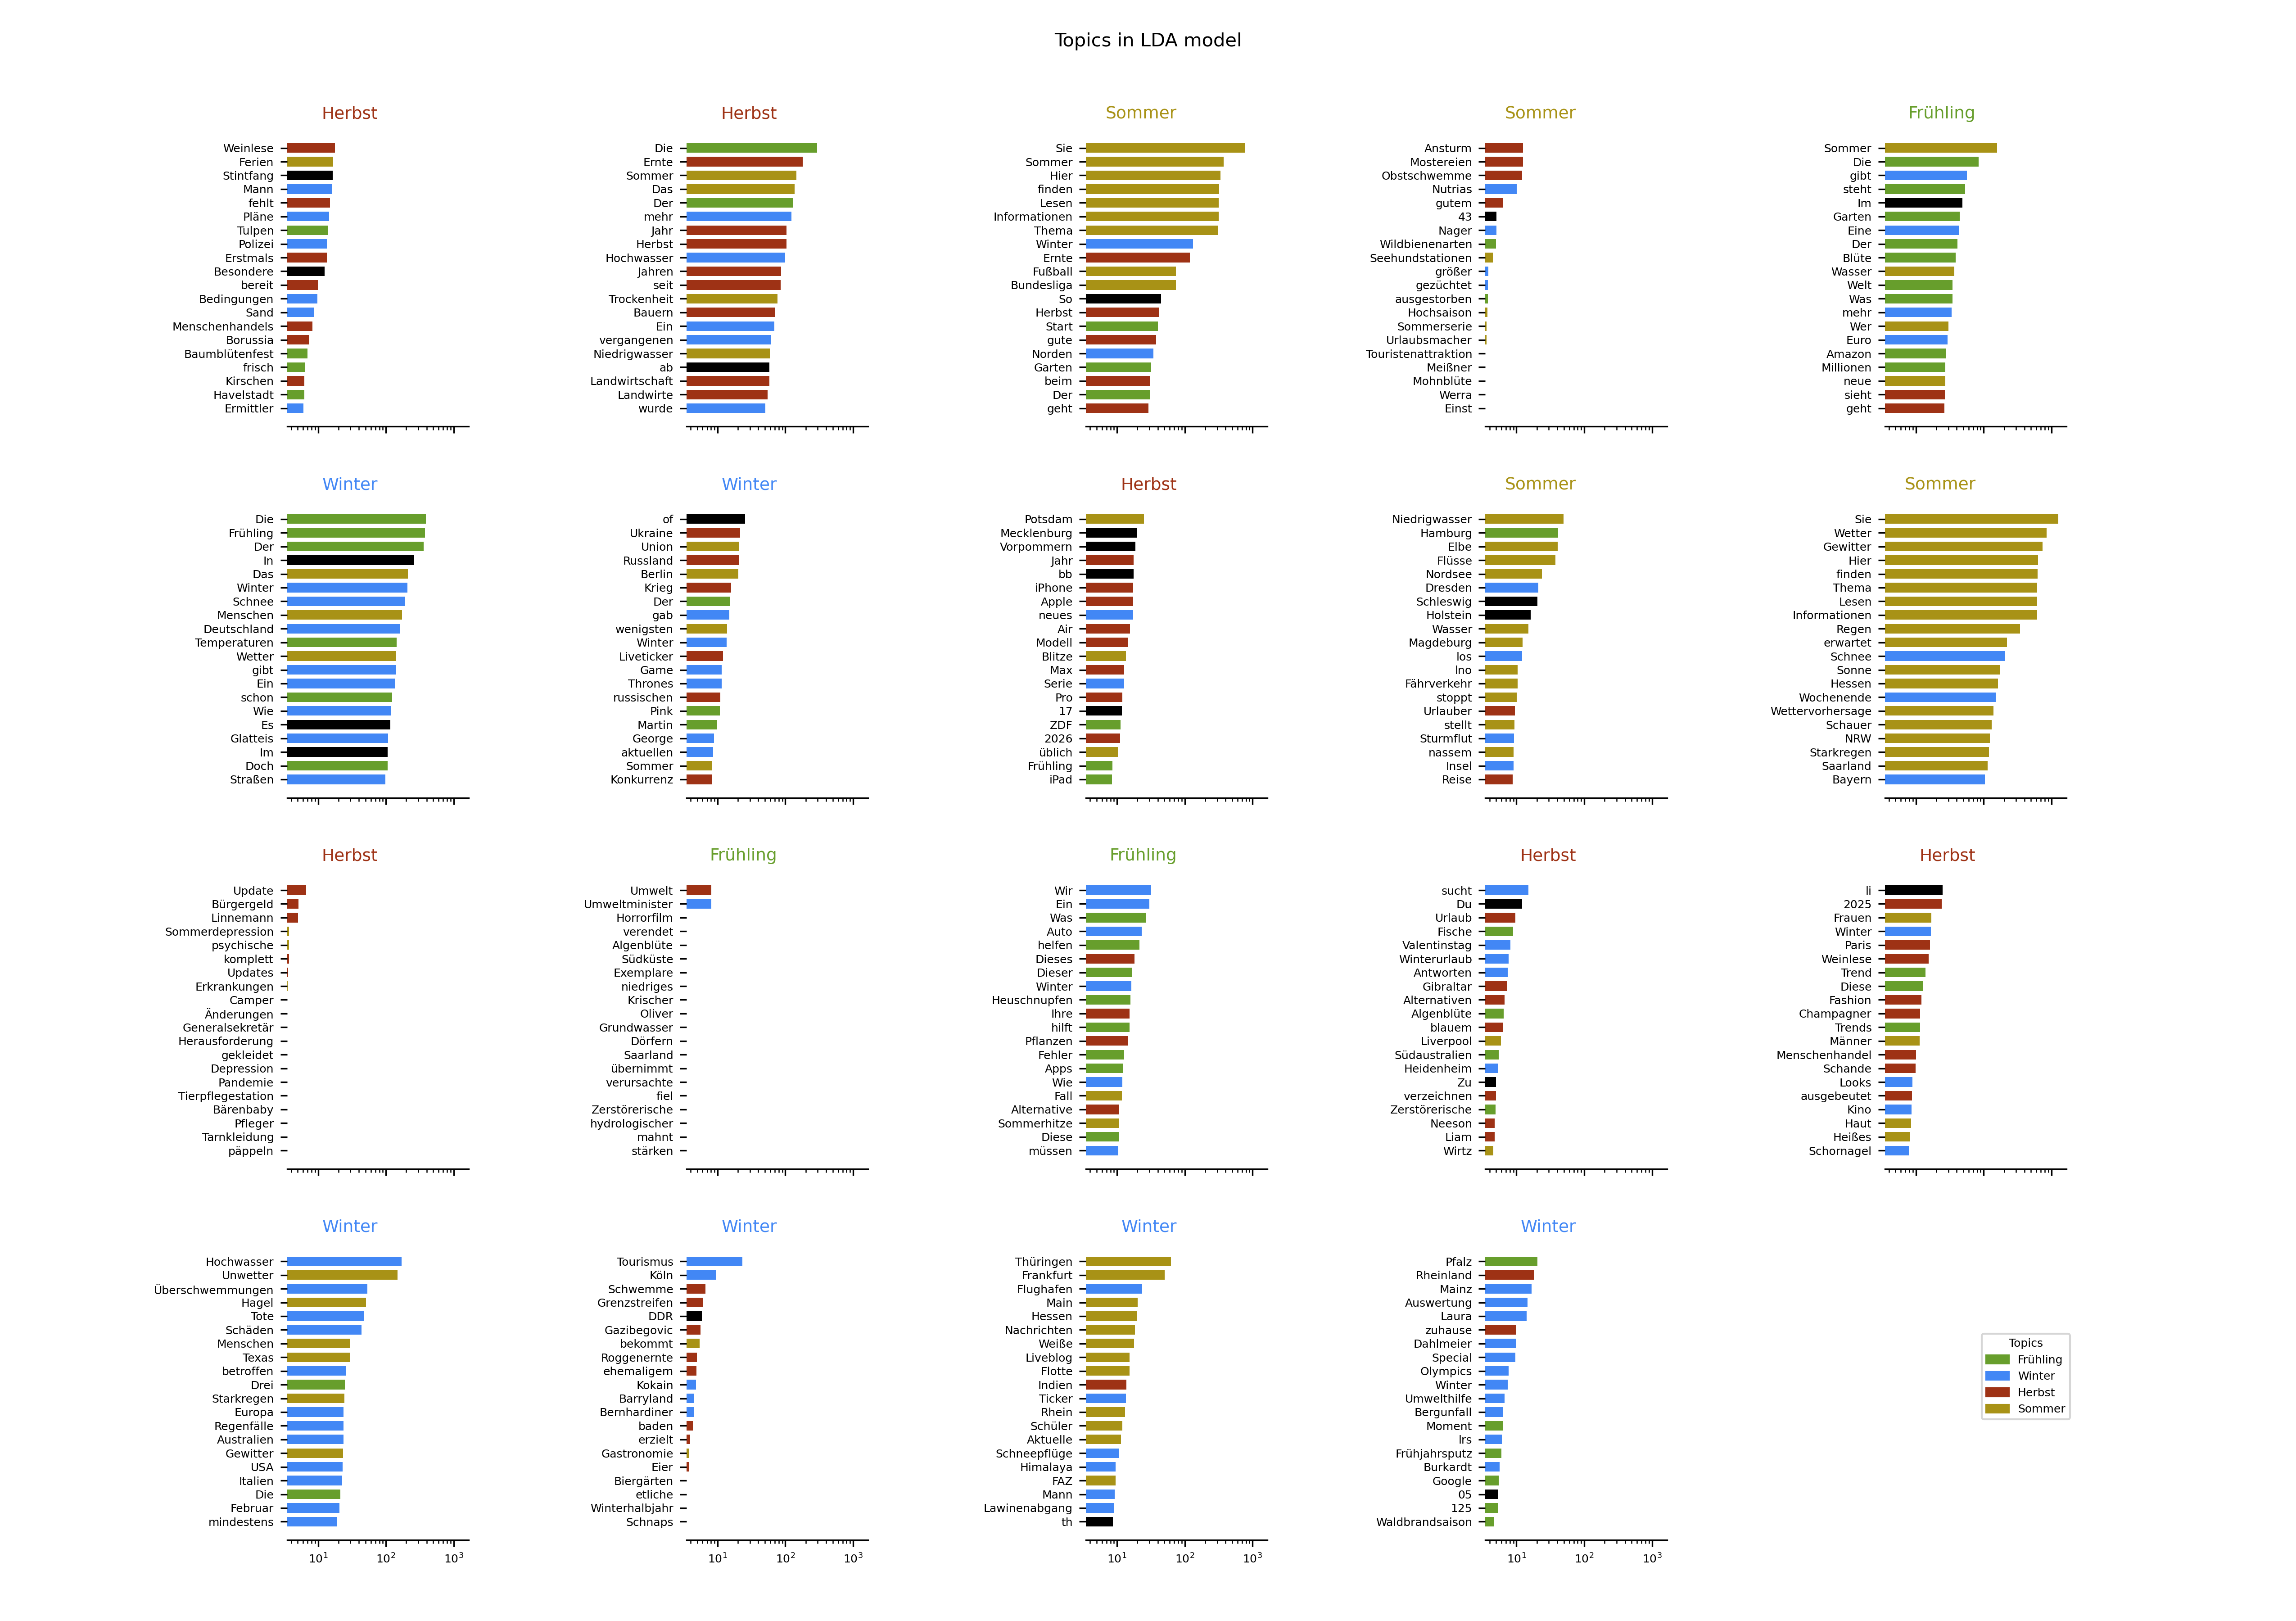 Topics in LDA model
Herbst
Weinlese
Ferien
Stintfang
Mann
fehlt
Pläne
Tulpen
Polizei
Erstmals
Besondere
bereit
Bedingungen
Sand
Menschenhandels
Borussia
Baumblütenfest
frisch
Kirschen
Havelstadt
Ermittler
Herbst
Die
Ernte
Sommer
Das
Der
mehr
Jahr
Herbst
Hochwasser
Jahren
seit
Trockenheit
Bauern
Ein
vergangenen
Niedrigwasser
ab
Landwirtschaft
Landwirte
wurde
Sommer
Sie
Sommer
Hier
finden
Lesen
Informationen
Thema
Winter
Ernte
Fußball
Bundesliga
So
Herbst
Start
gute
Norden
Garten
beim
Der
geht
Sommer
Ansturm
Mostereien
Obstschwemme
Nutrias
gutem
43
Nager
Wildbienenarten
Seehundstationen
größer
gezüchtet
ausgestorben
Hochsaison
Sommerserie
Urlaubsmacher
Touristenattraktion
Meißner
Mohnblüte
Werra
Einst
Frühling
Sommer
Die
gibt
steht
Im
Garten
Eine
Der
Blüte
Wasser
Welt
Was
mehr
Wer
Euro
Amazon
Millionen
neue
sieht
geht
Winter
Die
Frühling
Der
In
Das
Winter
Schnee
Menschen
Deutschland
Temperaturen
Wetter
gibt
Ein
schon
Wie
Es
Glatteis
Im
Doch
Straßen
Winter
of
Ukraine
Union
Russland
Berlin
Krieg
Der
gab
wenigsten
Winter
Liveticker
Game
Thrones
russischen
Pink
Martin
George
aktuellen
Sommer
Konkurrenz
Herbst
Potsdam
Mecklenburg
Vorpommern
Jahr
bb
iPhone
Apple
neues
Air
Modell
Blitze
Max
Serie
Pro
17
ZDF
2026
üblich
Frühling
iPad
Sommer
Niedrigwasser
Hamburg
Elbe
Flüsse
Nordsee
Dresden
Schleswig
Holstein
Wasser
Magdeburg
los
Ino
Fährverkehr
stoppt
Urlauber
stellt
Sturmflut
nassem
Insel
Reise
Sommer
Sie
Wetter
Gewitter
Hier
finden
Thema
Lesen
Informationen
Regen
erwartet
Schnee
Sonne
Hessen
Wochenende
Wettervorhersage
Schauer
NRW
Starkregen
Saarland
Bayern
Herbst
Update
Bürgergeld
Linnemann
Sommerdepression
psychische
komplett
Updates
Erkrankungen
Camper
Änderungen
Generalsekretär
Herausforderung
gekleidet
Depression
Pandemie
Tierpflegestation
Bärenbaby
Pfleger
Tarnkleidung
päppeln
Frühling
Umwelt
Umweltminister
Horrorfilm
verendet
Algenblüte
Südküste
Exemplare
niedriges
Krischer
Oliver
Grundwasser
Dörfern
Saarland
übernimmt
verursachte
fiel
Zerstörerische
hydrologischer
mahnt
stärken
Frühling
Wir
Ein
Was
Auto
helfen
Dieses
Dieser
Winter
Heuschnupfen
Ihre
hilft
Pflanzen
Fehler
Apps
Wie
Fall
Alternative
Sommerhitze
Diese
müssen
Herbst
sucht
Du
Urlaub
Fische
Valentinstag
Winterurlaub
Antworten
Gibraltar
Alternativen
Algenblüte
blauem
Liverpool
Südaustralien
Heidenheim
Zu
verzeichnen
Zerstörerische
Neeson
Liam
Wirtz
Herbst
li
2025
Frauen
Winter
Paris
Weinlese
Trend
Diese
Fashion
Champagner
Trends
Männer
Menschenhandel
Schande
Looks
ausgebeutet
Kino
Haut
Heißes
Schornagel
Winter
Hochwasser
Unwetter
Überschwemmungen
Hagel
Tote
Schäden
Menschen
Texas
betroffen
Drei
Starkregen
Europa
Regenfälle
Australien
Gewitter
USA
Italien
Die
Februar
mindestens
10¹ 10² 10³
Winter
Tourismus
Köln
Schwemme
Grenzstreifen
DDR
Gazibegovic
bekommt
Roggenernte
ehemaligem
Kokain
Barryland
Bernhardiner
baden
erzielt
Gastronomie
Eier
Biergärten
etliche
Winterhalbjahr
Schnaps
10¹ 10² 10³
Winter
Thüringen
Frankfurt
Flughafen
Main
Hessen
Nachrichten
Weiße
Liveblog
Flotte
Indien
Ticker
Rhein
Schüler
Aktuelle
Schneepflüge
Himalaya
FAZ
Mann
Lawinenabgang
th
10¹ 10² 10³
Winter
Pfalz
Rheinland
Mainz
Auswertung
Laura
zuhause
Dahlmeier
Special
Olympics
Winter
Umwelthilfe
Bergunfall
Moment
Irs
Frühjahrsputz
Burkardt
Google
05
125
Waldbrandsaison
10¹ 10² 10³
Topics
Frühling
Winter
Herbst
Sommer